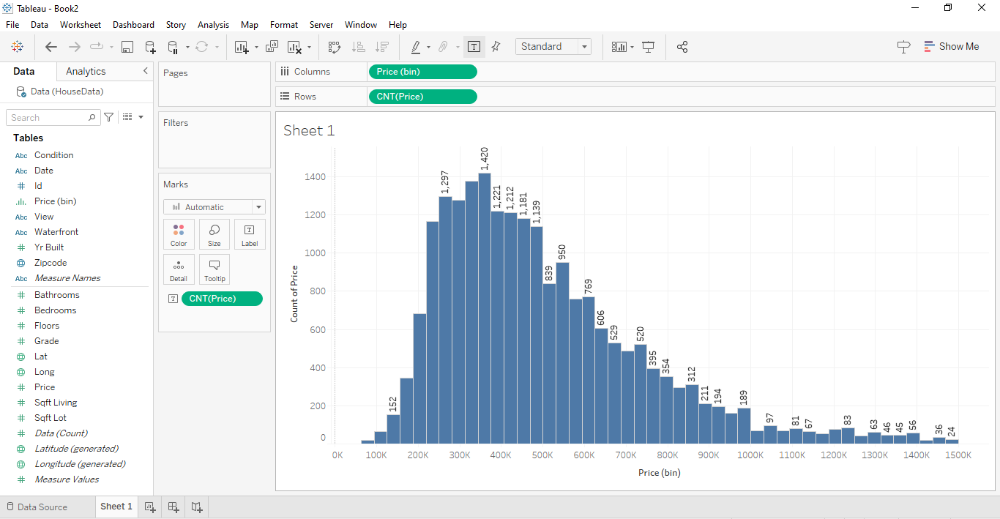 Tableau - Book2
File Data Worksheet Dashboard Story Analysis Map Format Server Window Help
Standard
Show Me
Data Analytics
Data (HouseData)
Search
Tables
Abc Condition
Abc Date
# Id
Price (bin)
Abc View
Abc Waterfront
# Yr Built
Zipcode
Abc Measure Names
# Bathrooms
# Bedrooms
# Floors
# Grade
Lat
Long
# Price
# Sqft Living
# Sqft Lot
# Data (Count)
Latitude (generated)
Longitude (generated)
# Measure Values
Pages
Filters
Marks
Automatic
Color Size T Label
Detail Tooltip
T CNT(Price)
Columns Price (bin)
Rows CNT(Price)
Sheet 1
Count of Price
1400
1200
1000
800
600
400
200
0
152
1,297
1,420
1,221
1,212
1,181
1,139
839
950
769
606
529
520
395
354
312
211
194
189
97
81
67
83
63
46
45
56
36
24
0K 100K 200K 300K 400K 500K 600K 700K 800K 900K 1000K 1100K 1200K 1300K 1400K 1500K
Price (bin)
Data Source Sheet 1